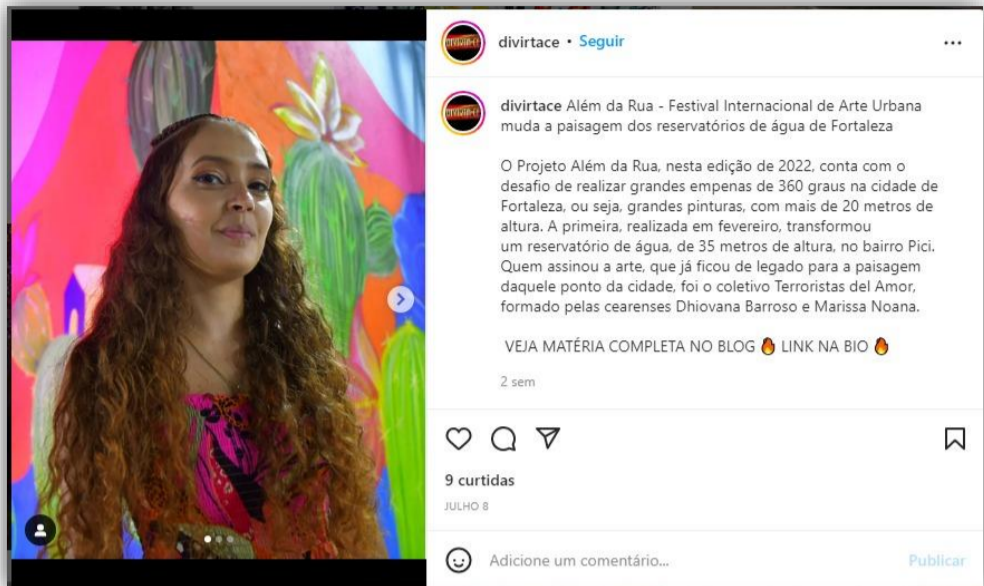 divirtace • Seguir
divirtace Além da Rua - Festival Internacional de Arte Urbana
muda a paisagem dos reservatórios de água de Fortaleza
O Projeto Além da Rua, nesta edição de 2022, conta com o
desafio de realizar grandes empenas de 360 graus na cidade de
Fortaleza, ou seja, grandes pinturas, com mais de 20 metros de
altura. A primeira, realizada em fevereiro, transformou
um reservatório de água, de 35 metros de altura, no bairro Pici.
Quem assinou a arte, que já ficou de legado para a paisagem
daquele ponto da cidade, foi o coletivo Terroristas del Amor,
formado pelas cearenses Dhiovana Barroso e Marissa Noana.
VEJA MATÉRIA COMPLETA NO BLOG 🔥 LINK NA BIO 🔥
2 sem
9 curtidas
JULHO 8
Adicione um comentário...
Publicar